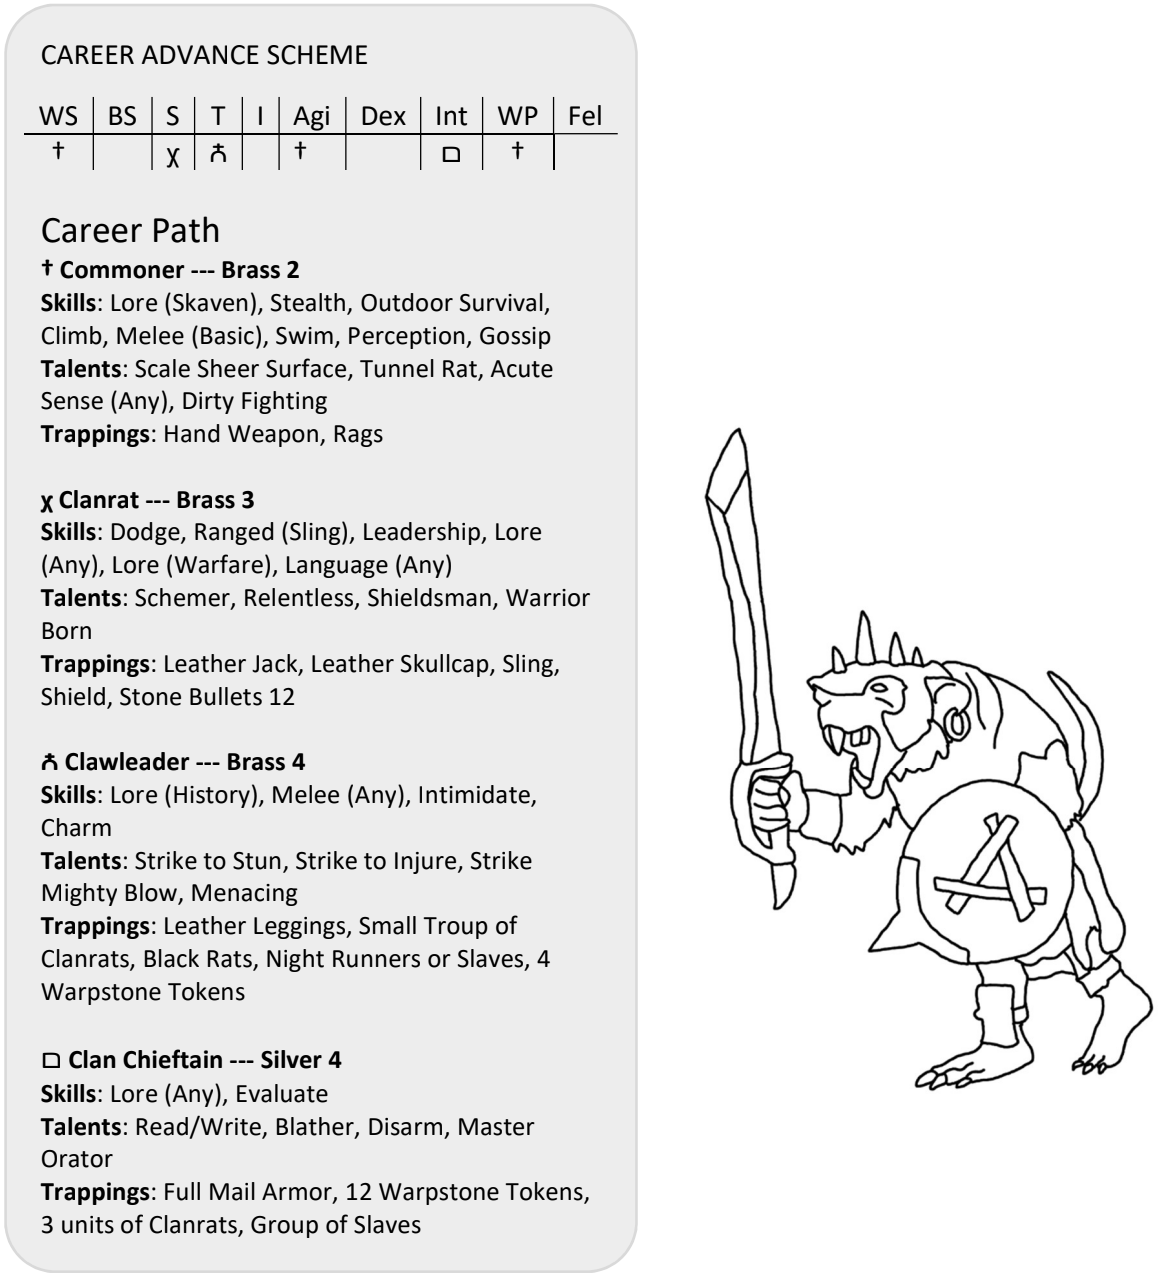 CAREER ADVANCE SCHEME
WS BS S T I Agi Dex Int WP Fel
† χ ጰ † ם †
Career Path
† Commoner --- Brass 2
Skills: Lore (Skaven), Stealth, Outdoor Survival,
Climb, Melee (Basic), Swim, Perception, Gossip
Talents: Scale Sheer Surface, Tunnel Rat, Acute
Sense (Any), Dirty Fighting
Trappings: Hand Weapon, Rags
χ Clanrat --- Brass 3
Skills: Dodge, Ranged (Sling), Leadership, Lore
(Any), Lore (Warfare), Language (Any)
Talents: Schemer, Relentless, Shieldsman, Warrior
Born
Trappings: Leather Jack, Leather Skullcap, Sling,
Shield, Stone Bullets 12
ጰ Clawleader --- Brass 4
Skills: Lore (History), Melee (Any), Intimidate,
Charm
Talents: Strike to Stun, Strike to Injure, Strike
Mighty Blow, Menacing
Trappings: Leather Leggings, Small Troup of
Clanrats, Black Rats, Night Runners or Slaves, 4
Warpstone Tokens
ם Clan Chieftain --- Silver 4
Skills: Lore (Any), Evaluate
Talents: Read/Write, Blather, Disarm, Master
Orator
Trappings: Full Mail Armor, 12 Warpstone Tokens,
3 units of Clanrats, Group of Slaves